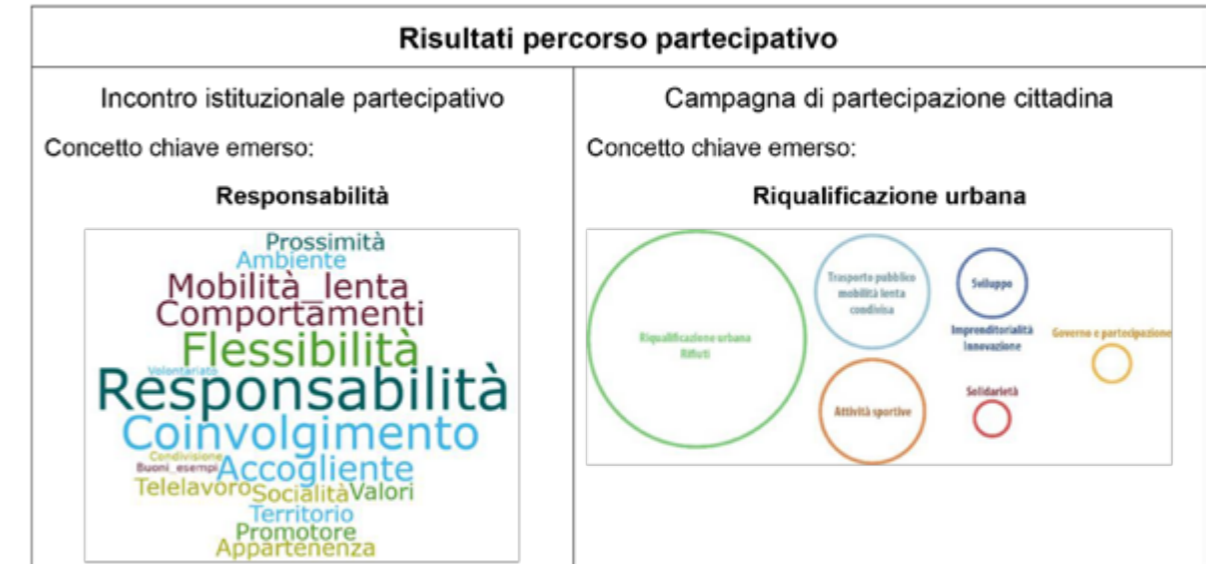 Risultati percorso partecipativo
Incontro istituzionale partecipativo
Concetto chiave emerso:
Responsabilità
Prossimità
Ambiente
Mobilità_lenta
Comportamenti
Flessibilità
Volontariato
Responsabilità
Coinvolgimento
Condivisione
Buoni_esempi
Accogliente
Telelavoro
Socialità
Valori
Territorio
Promotore
Appartenenza
Campagna di partecipazione cittadina
Concetto chiave emerso:
Riqualificazione urbana
Riqualificazione urbana
Rifiuti
Trasporto pubblico
mobilità lenta
condivisa
Attività sportive
Sviluppo
Imprenditorialità
Innovazione
Solidarietà
Governo e partecipazione